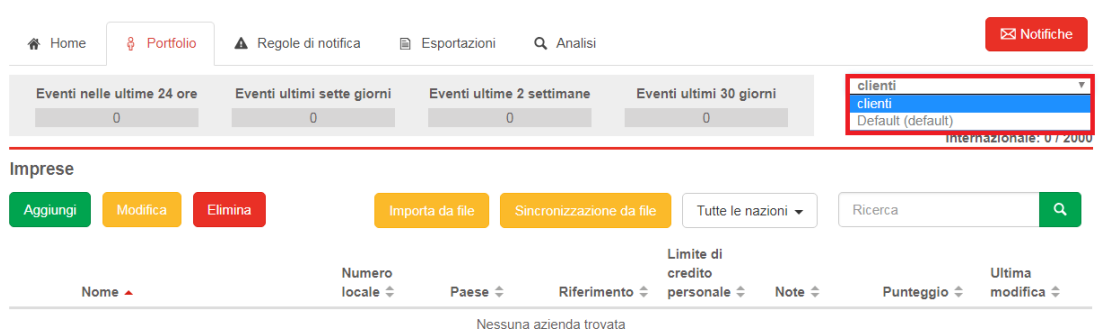 Home Portfolio Regole di notifica Esportazioni Analisi Notifiche
Eventi nelle ultime 24 ore Eventi ultimi sette giorni Eventi ultime 2 settimane Eventi ultimi 30 giorni clienti
0 0 0 0 clienti
Default (default)
Internazionale: 0 / 2000
Imprese
Aggiungi Modifica Elimina Importa da file Sincronizzazione da file Tutte le nazioni Ricerca
Nome Numero locale Paese Riferimento Limite di credito personale Note Punteggio Ultima modifica
Nessuna azienda trovata